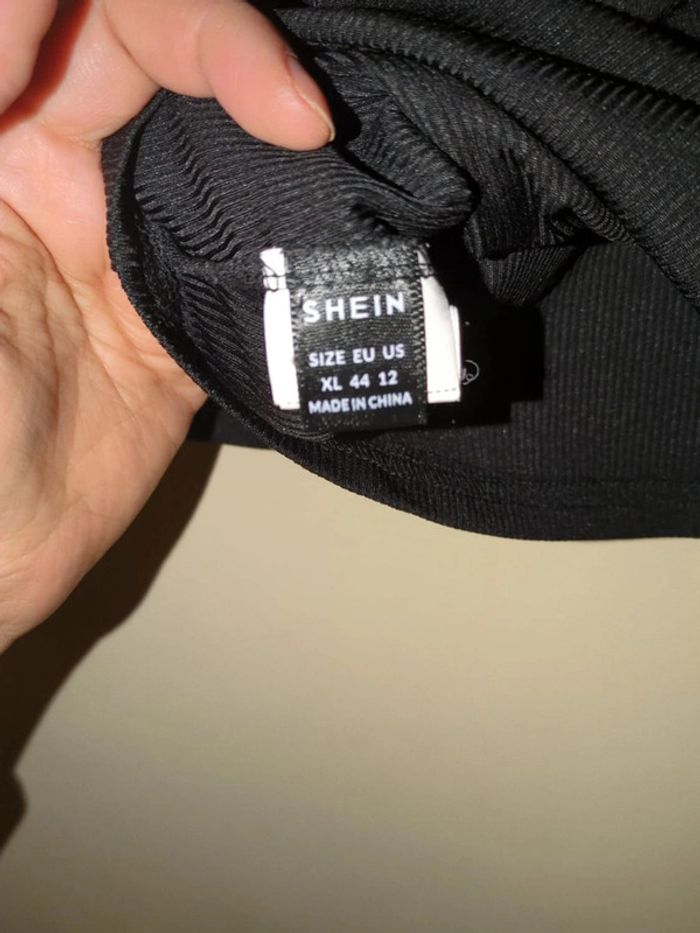 SHEIN
SIZE EU US
XL 44 12
MADE IN CHINA